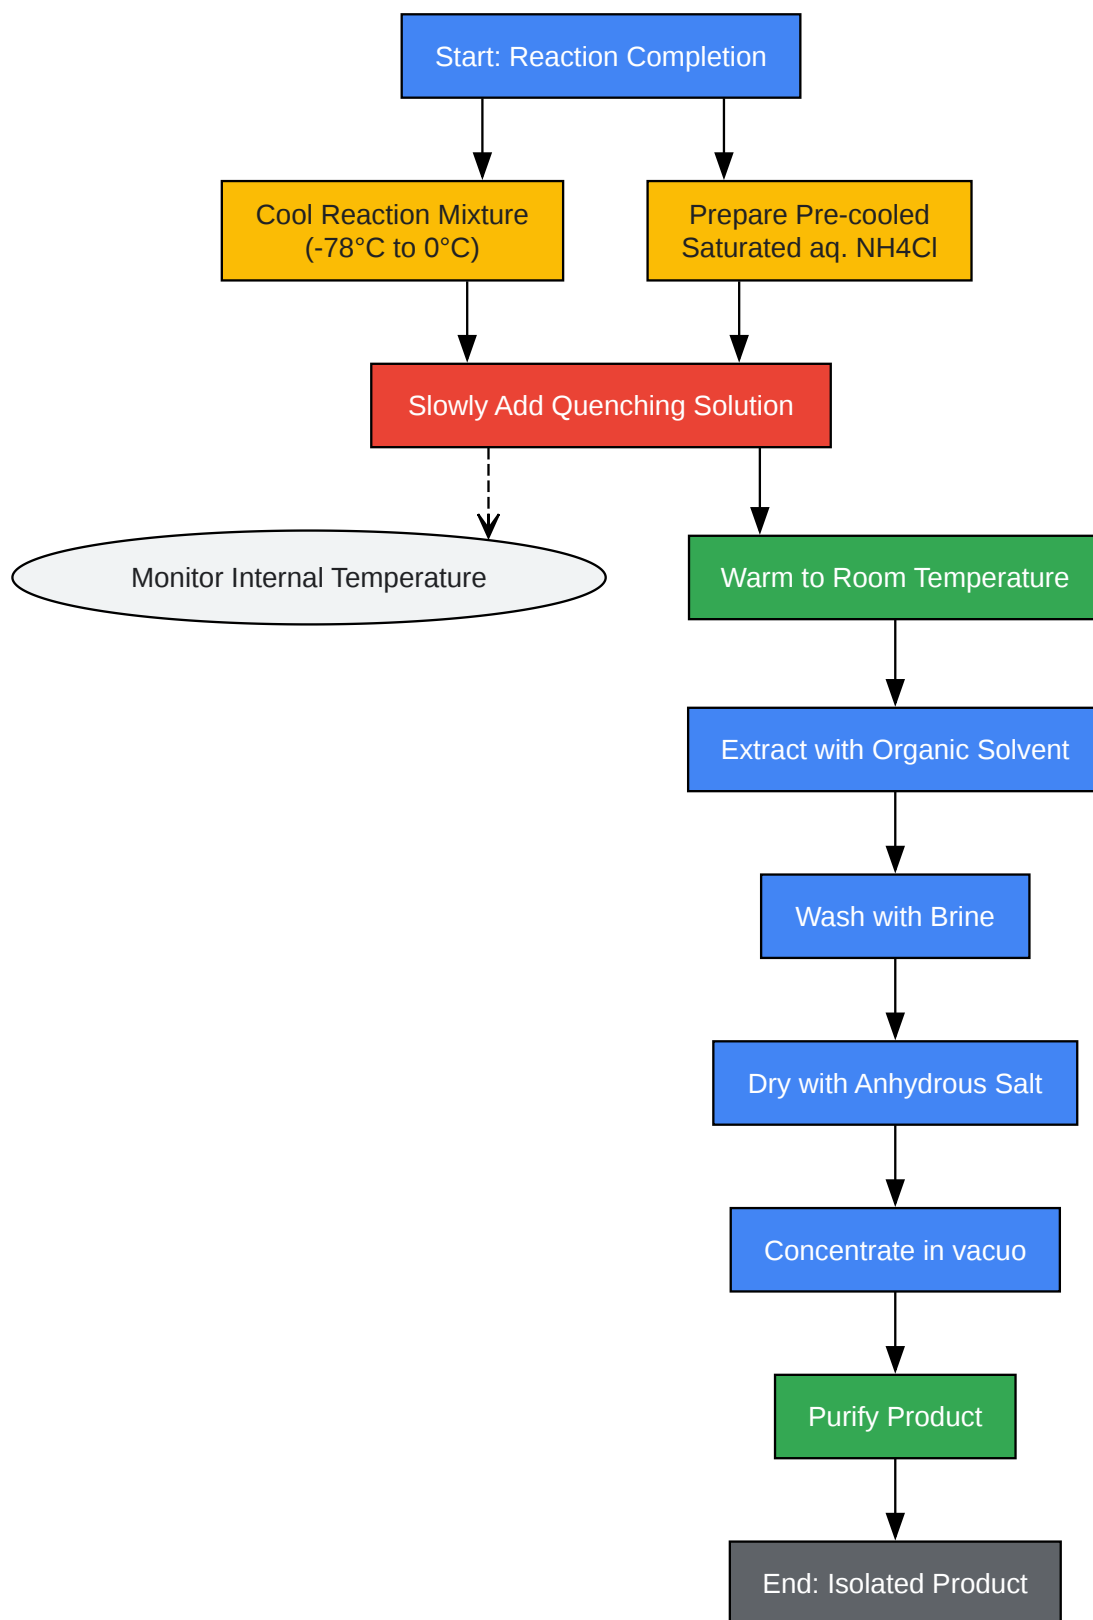 Start: Reaction Completion
Cool Reaction Mixture
(-78°C to 0°C)
Prepare Pre-cooled
Saturated aq. NH4Cl
Slowly Add Quenching Solution
Monitor Internal Temperature
Warm to Room Temperature
Extract with Organic Solvent
Wash with Brine
Dry with Anhydrous Salt
Concentrate in vacuo
Purify Product
End: Isolated Product